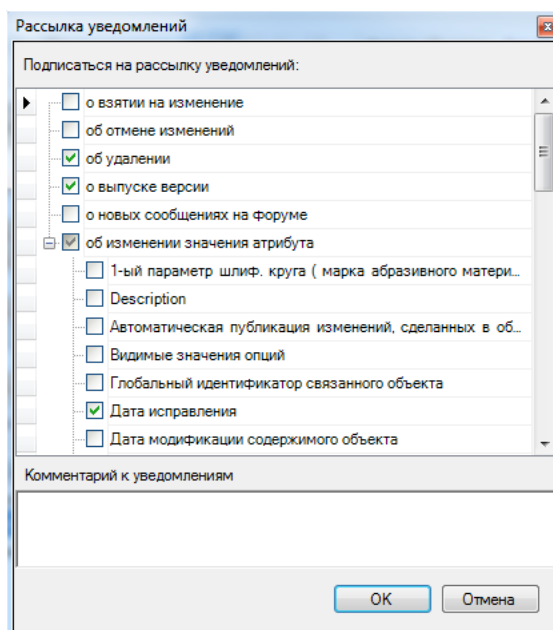 Рассылка уведомлений
Подписаться на рассылку уведомлений:
о взятии на изменение
об отмене изменений
об удалении
о выпуске версии
о новых сообщениях на форуме
об изменении значения атрибута
1-ый параметр шлиф. круга ( марка абразивного матери...
Description
Автоматическая публикация изменений, сделанных в об...
Видимые значения опций
Глобальный идентификатор связанного объекта
Дата исправления
Дата модификации содержимого объекта
Комментарий к уведомлениям
OK
Отмена